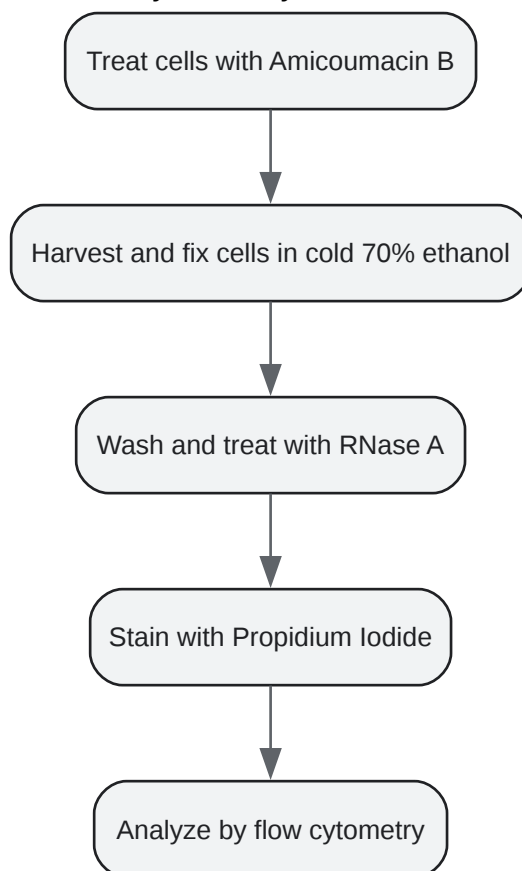 Treat cells with Amicoumacin B
Harvest and fix cells in cold 70% ethanol
Wash and treat with RNase A
Stain with Propidium Iodide
Analyze by flow cytometry